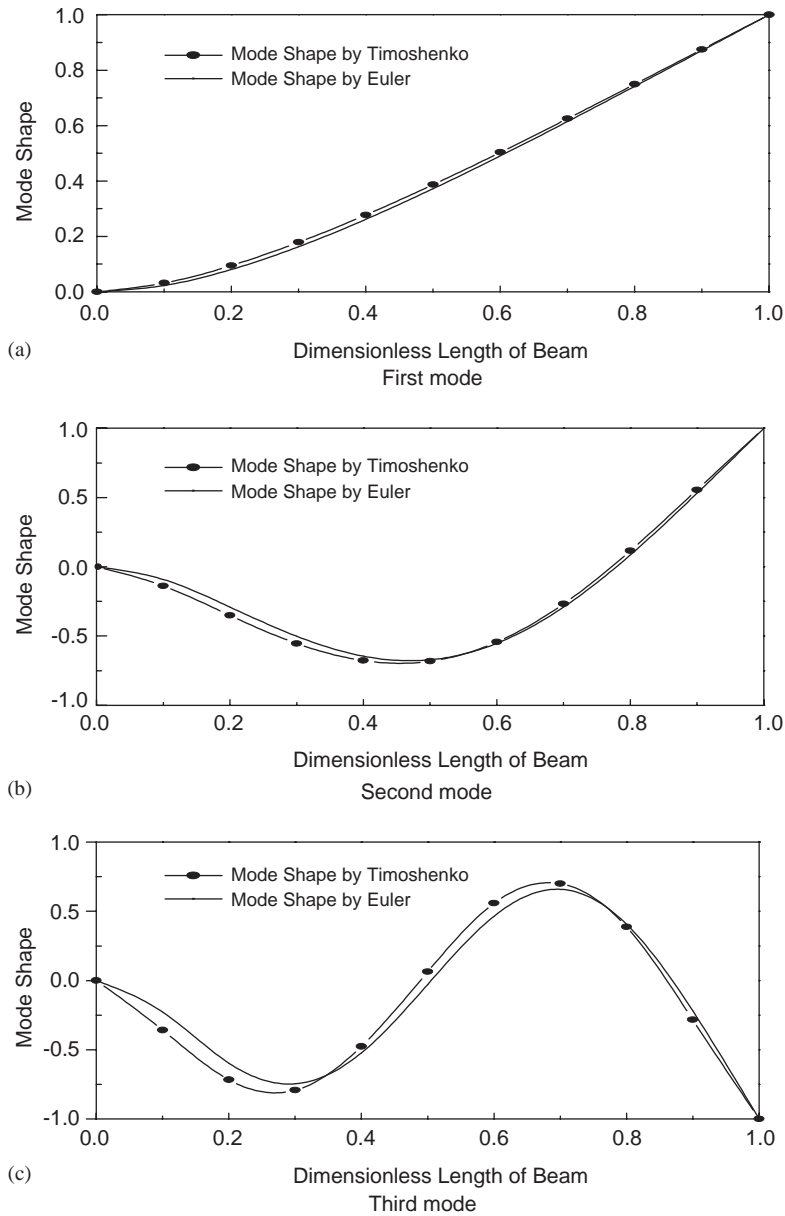 1.0
0.8
0.6
0.4
0.2
0.0
Mode Shape
Mode Shape by Timoshenko
Mode Shape by Euler
0.0 0.2 0.4 0.6 0.8 1.0
(a)
Dimensionless Length of Beam
First mode
1.0
0.5
0.0
-0.5
-1.0
Mode Shape
Mode Shape by Timoshenko
Mode Shape by Euler
0.0 0.2 0.4 0.6 0.8 1.0
Dimensionless Length of Beam
(b)
Second mode
1.0
0.5
0.0
-0.5
-1.0
Mode Shape
Mode Shape by Timoshenko
Mode Shape by Euler
0.0 0.2 0.4 0.6 0.8 1.0
(c)
Dimensionless Length of Beam
Third mode